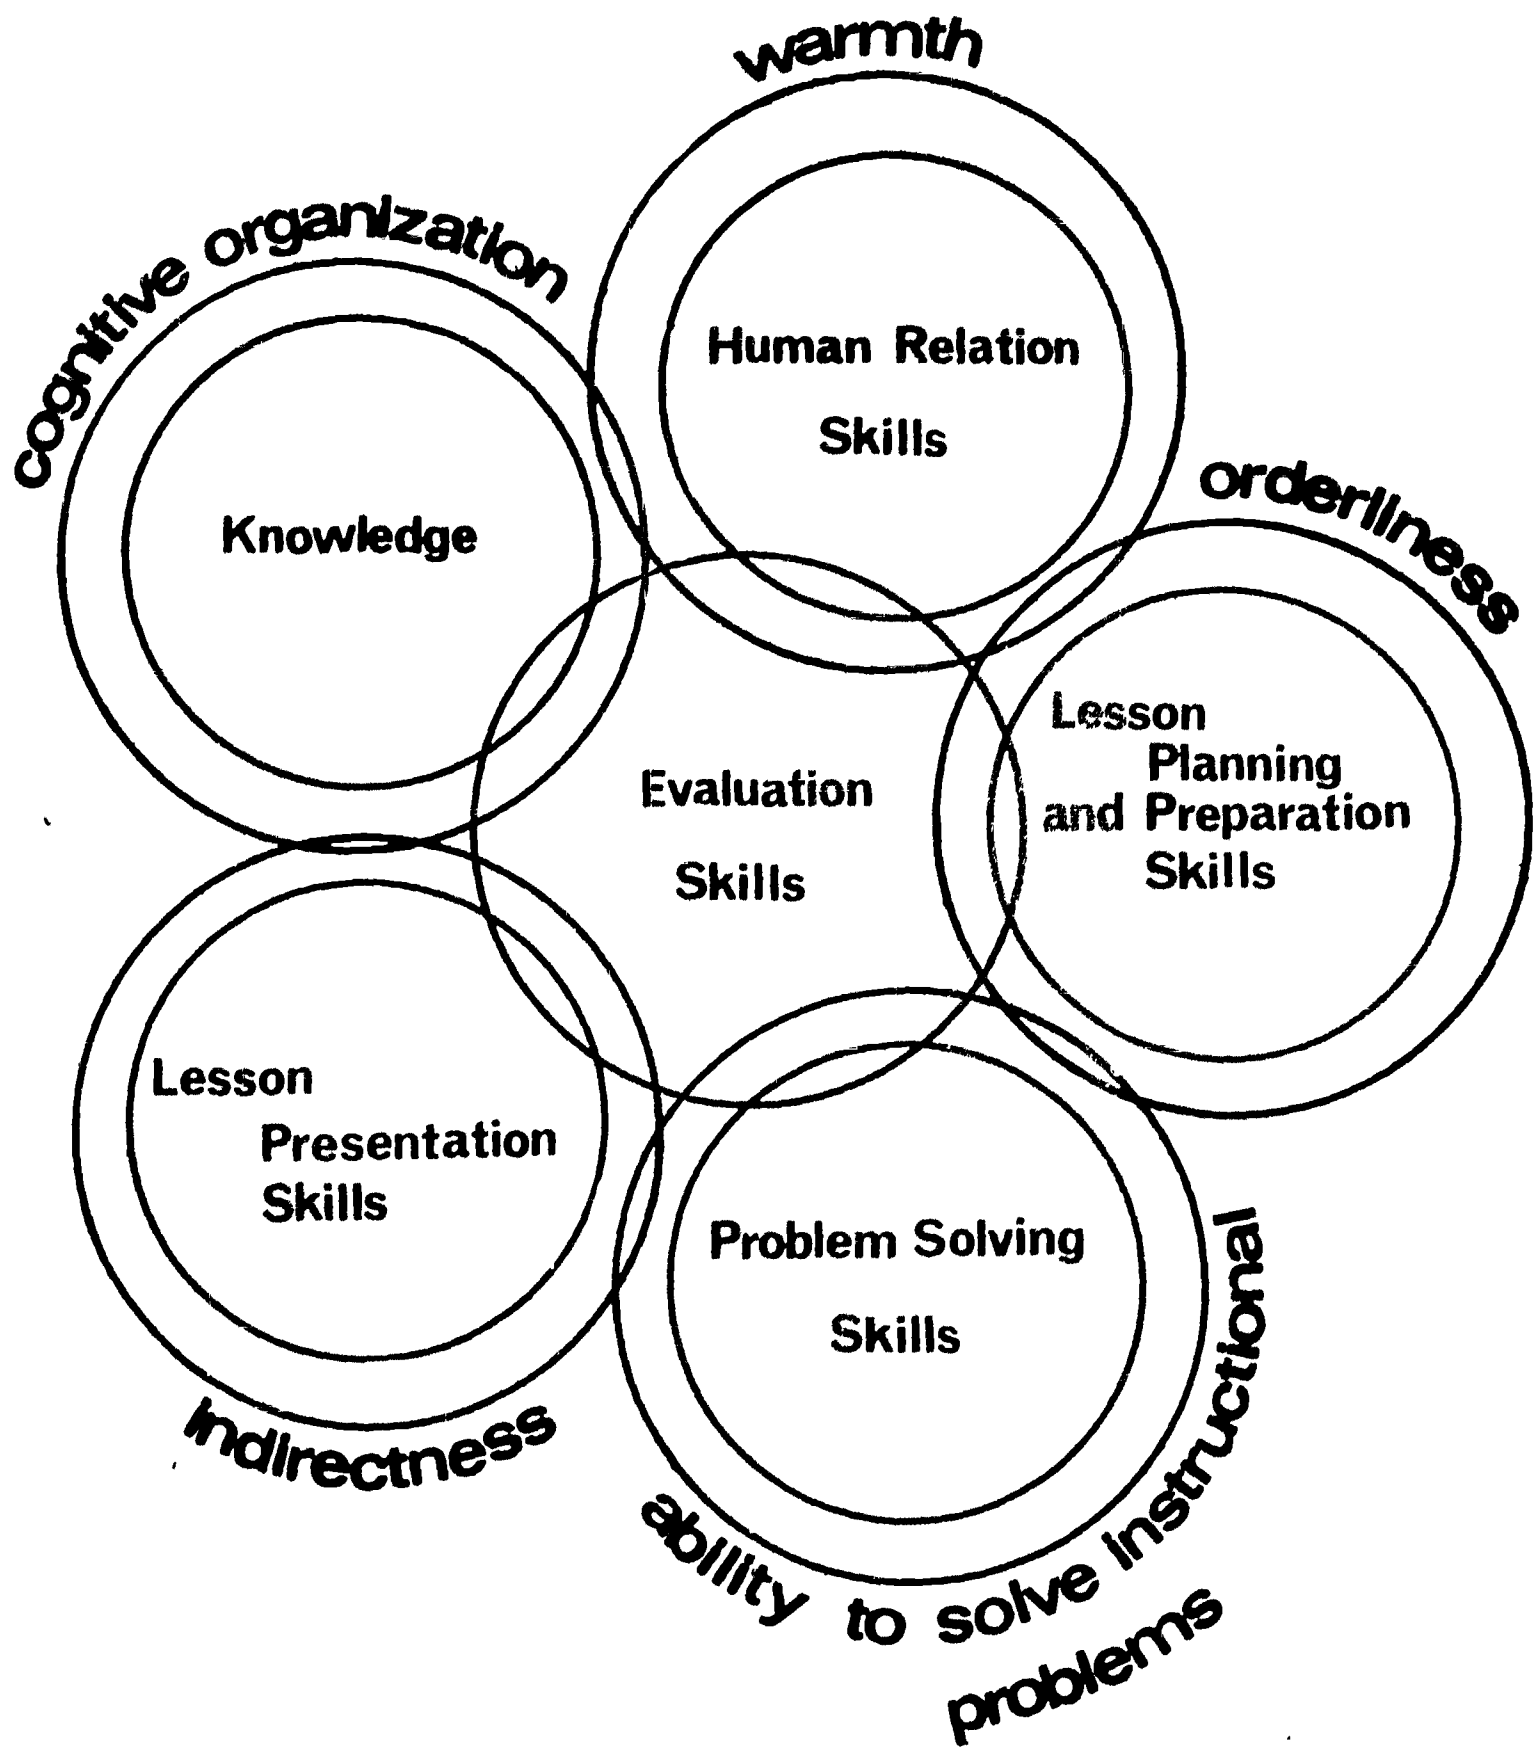 warmth
cognitive organization
Human Relation
Skills
orderliness
Knowledge
Lesson
Planning
and Preparation
Skills
Evaluation
Skills
Lesson
Presentation
Skills
Problem Solving
Skills
indirectness
ability to solve instructional
problems